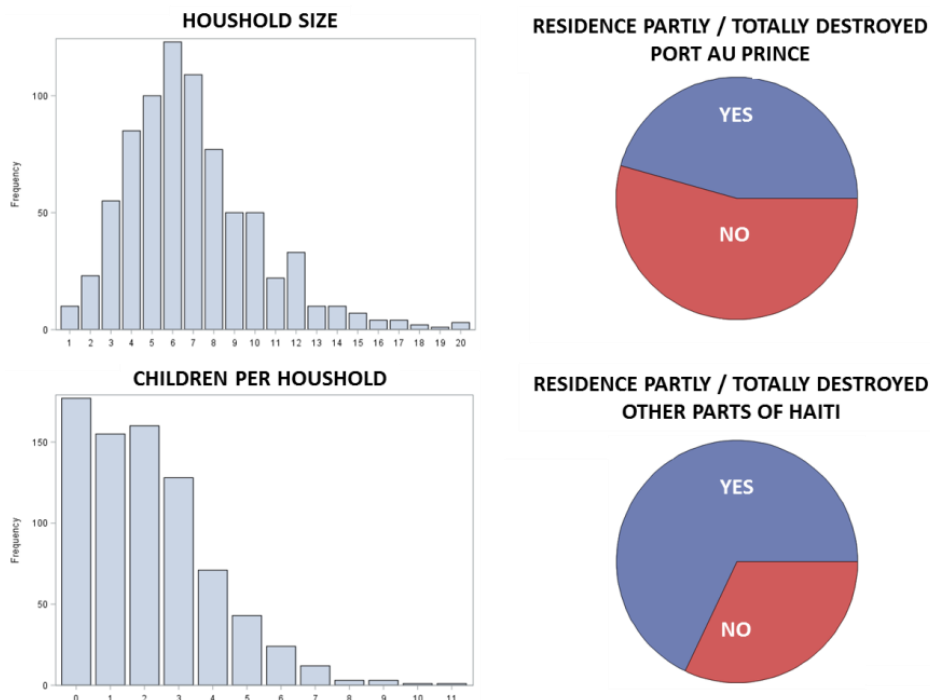 HOUSHOLD SIZE
Frequency
100
50
0
1 2 3 4 5 6 7 8 9 10 11 12 13 14 15 16 17 18 19 20
RESIDENCE PARTLY / TOTALLY DESTROYED
PORT AU PRINCE
YES
NO
CHILDREN PER HOUSHOLD
Frequency
150
100
50
0
0 1 2 3 4 5 6 7 8 9 10 11
RESIDENCE PARTLY / TOTALLY DESTROYED
OTHER PARTS OF HAITI
YES
NO